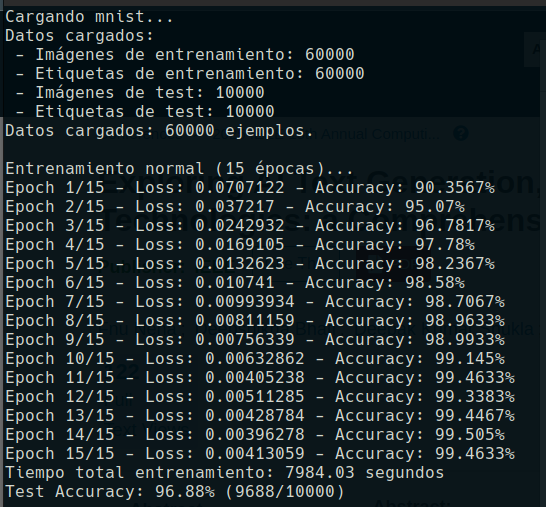 Cargando mnist...
Datos cargados:
 - Imágenes de entrenamiento: 60000
 - Etiquetas de entrenamiento: 60000
 - Imágenes de test: 10000
 - Etiquetas de test: 10000
Datos cargados: 60000 ejemplos.
Entrenamiento normal (15 épocas)...
Epoch 1/15 - Loss: 0.0707122 - Accuracy: 90.3567%
Epoch 2/15 - Loss: 0.037217 - Accuracy: 95.07%
Epoch 3/15 - Loss: 0.0242932 - Accuracy: 96.7817%
Epoch 4/15 - Loss: 0.0169105 - Accuracy: 97.78%
Epoch 5/15 - Loss: 0.0132623 - Accuracy: 98.2367%
Epoch 6/15 - Loss: 0.010741 - Accuracy: 98.58%
Epoch 7/15 - Loss: 0.00993934 - Accuracy: 98.7067%
Epoch 8/15 - Loss: 0.00811159 - Accuracy: 98.9633%
Epoch 9/15 - Loss: 0.00756339 - Accuracy: 98.9933%
Epoch 10/15 - Loss: 0.00632862 - Accuracy: 99.145%
Epoch 11/15 - Loss: 0.00405238 - Accuracy: 99.4633%
Epoch 12/15 - Loss: 0.00511285 - Accuracy: 99.3383%
Epoch 13/15 - Loss: 0.00428784 - Accuracy: 99.4467%
Epoch 14/15 - Loss: 0.00396278 - Accuracy: 99.505%
Epoch 15/15 - Loss: 0.00413059 - Accuracy: 99.4633%
Tiempo total entrenamiento: 7984.03 segundos
Test Accuracy: 96.88% (9688/10000)